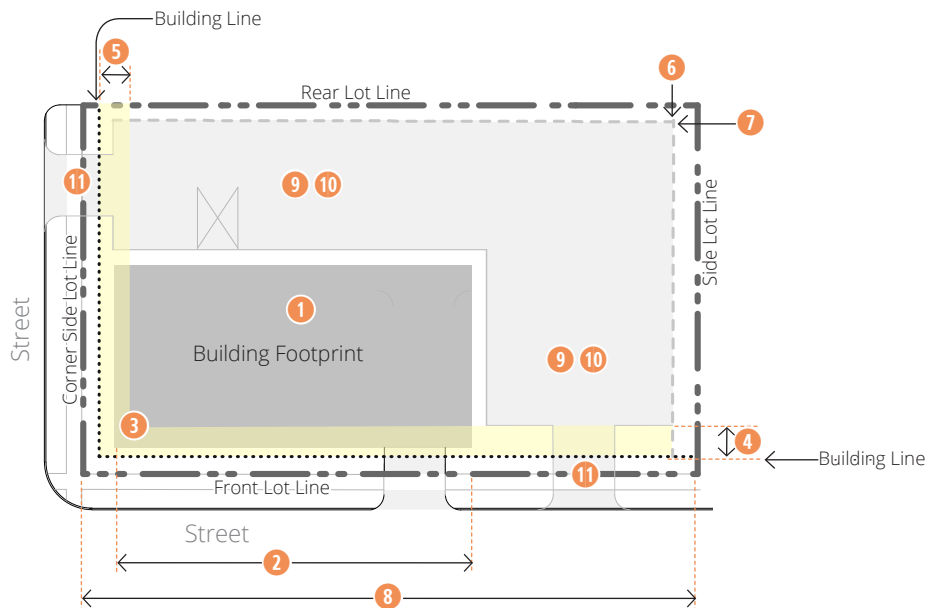 Building Line
5
6
Rear Lot Line
7
11
9 10
Side Lot Line
Corner Side Lot Line
Street
1
Building Footprint
9 10
3
4
Building Line
11
Front Lot Line
Street
2
8